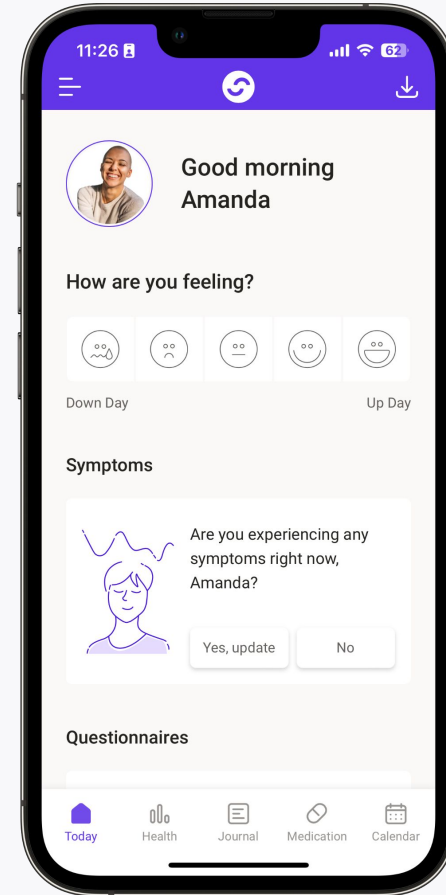 11:26
62
Good morning
Amanda
How are you feeling?
Down Day
Up Day
Symptoms
Are you experiencing any
symptoms right now,
Amanda?
Yes, update
No
Questionnaires
Today
Health
Journal
Medication
Calendar